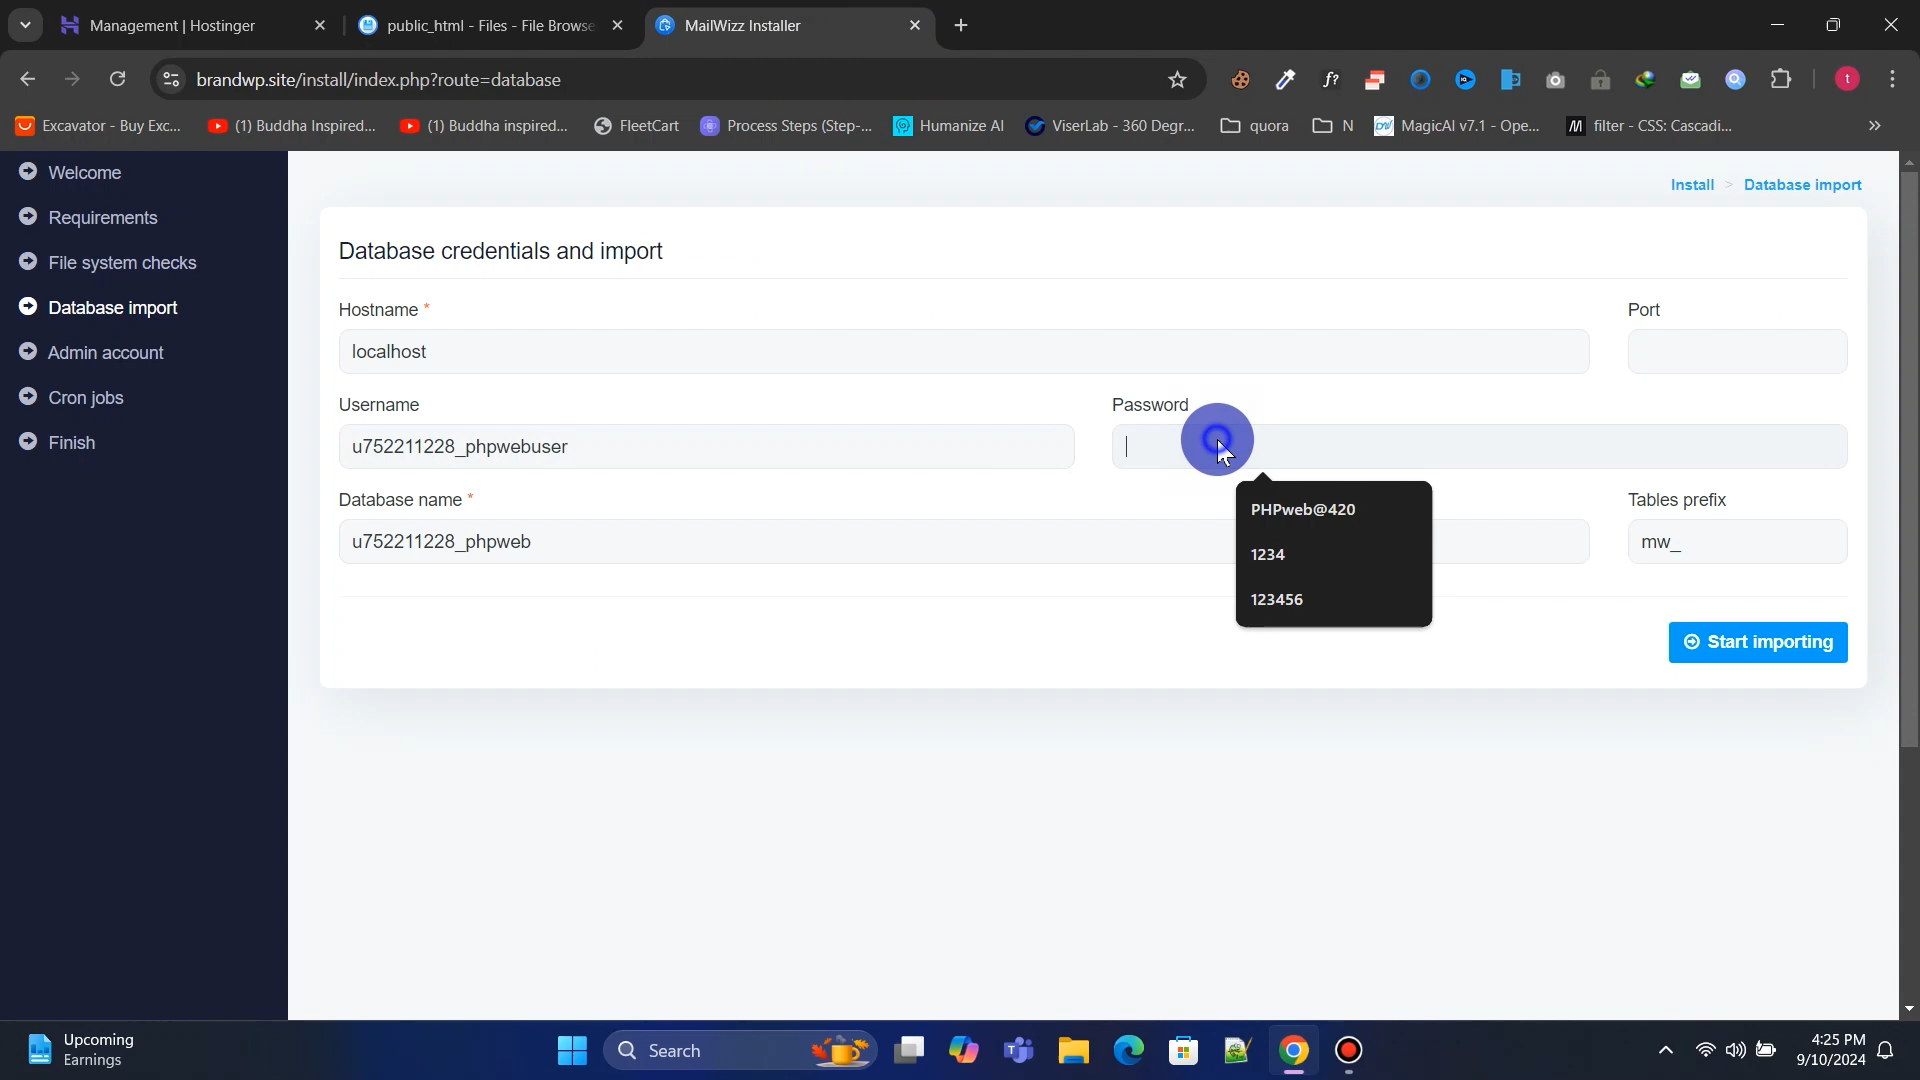 Management | Hostinger
public_html - Files - File Browse
MailWizz Installer
brandwp.site/install/index.php?route=database
t
Excavator - Buy Exc...
(1) Buddha Inspired...
(1) Buddha inspired...
FleetCart
Process Steps (Step-...
Humanize AI
ViserLab - 360 Degr...
quora
N
MagicAI v7.1 - Ope...
filter - CSS: Cascadi...
»
Welcome
Requirements
File system checks
Database import
Admin account
Cron jobs
Finish
Install > Database import
Database credentials and import
Hostname *
Port
localhost
Username
Password
u752211228_phpwebuser
Database name *
Tables prefix
u752211228_phpweb
mw_
PHPweb@420
1234
123456
Start importing
Upcoming
Earnings
Search
4:25 PM
9/10/2024